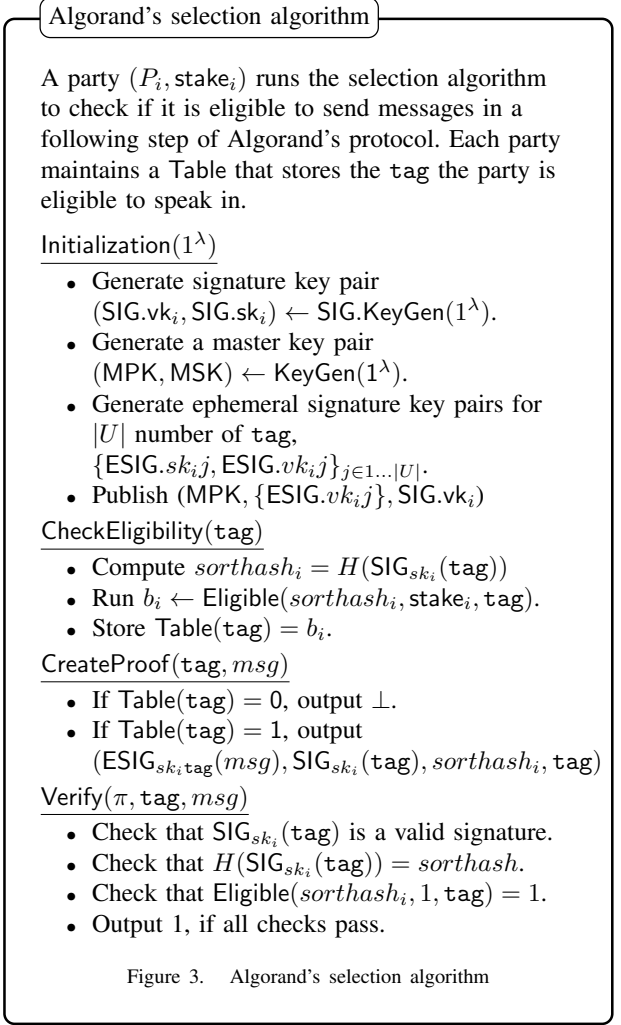 Algorand's selection algorithm
A party (P_i, stake_i) runs the selection algorithm
to check if it is eligible to send messages in a
following step of Algorand's protocol. Each party
maintains a Table that stores the tag the party is
eligible to speak in.
Initialization(1^λ)
• Generate signature key pair
(SIG.vk_i, SIG.sk_i) ← SIG.KeyGen(1^λ).
• Generate a master key pair
(MPK, MSK) ← KeyGen(1^λ).
• Generate ephemeral signature key pairs for
|U| number of tag,
{ESIG.sk_i j, ESIG.vk_i j}_{j∈1...|U|}.
• Publish (MPK, {ESIG.vk_i j}, SIG.vk_i)
CheckEligibility(tag)
• Compute sorthash_i = H(SIG_{sk_i}(tag))
• Run b_i ← Eligible(sorthash_i, stake_i, tag).
• Store Table(tag) = b_i.
CreateProof(tag, msg)
• If Table(tag) = 0, output ⊥.
• If Table(tag) = 1, output
(ESIG_{sk_i tag}(msg), SIG_{sk_i}(tag), sorthash_i, tag)
Verify(π, tag, msg)
• Check that SIG_{sk_i}(tag) is a valid signature.
• Check that H(SIG_{sk_i}(tag)) = sorthash.
• Check that Eligible(sorthash_i, 1, tag) = 1.
• Output 1, if all checks pass.
Figure 3. Algorand's selection algorithm